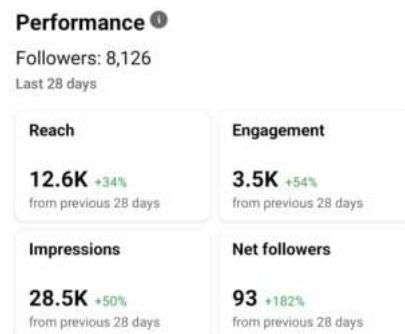 Performance
Followers: 8,126
Last 28 days
Reach
12.6K +34%
from previous 28 days
Engagement
3.5K +54%
from previous 28 days
Impressions
28.5K +50%
from previous 28 days
Net followers
93 +182%
from previous 28 days